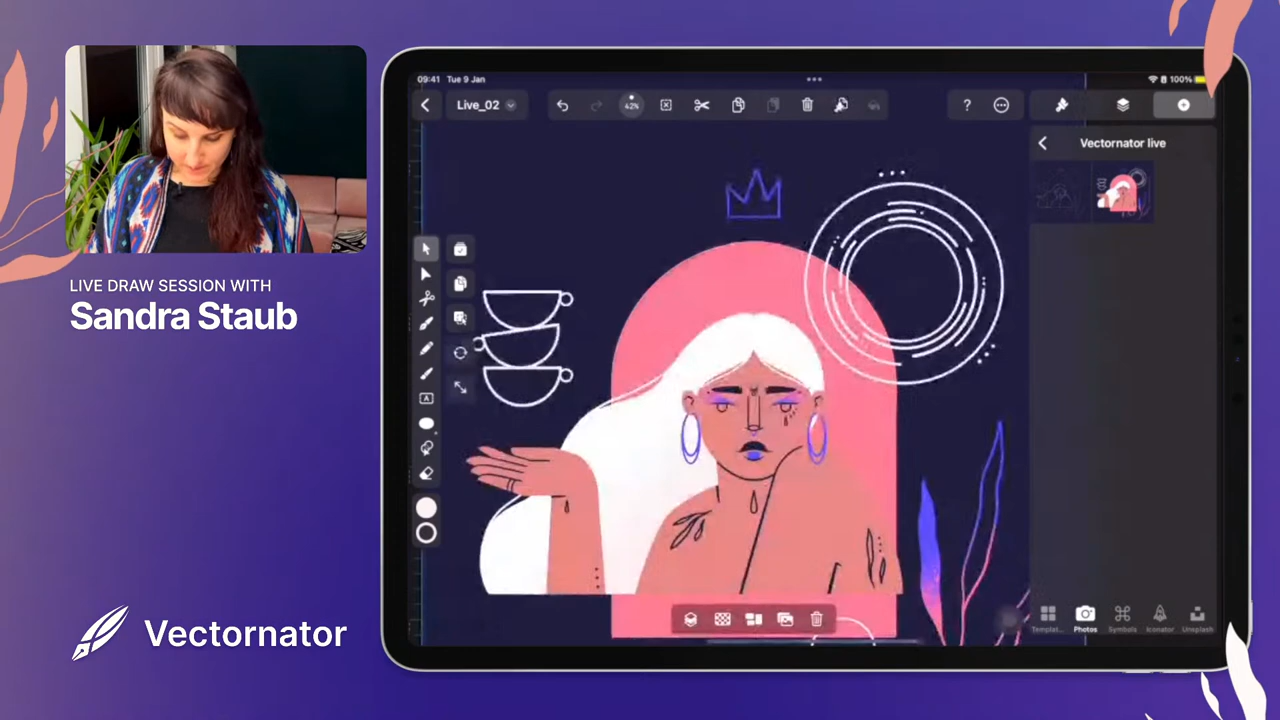 LIVE DRAW SESSION WITH
Sandra Staub
Vectornator
09:41 Tue 9 Jan
100%
Live_02
42%
?
Vectornator live
A
Templat...
Photos
Symbols
Iconator
Unsplash